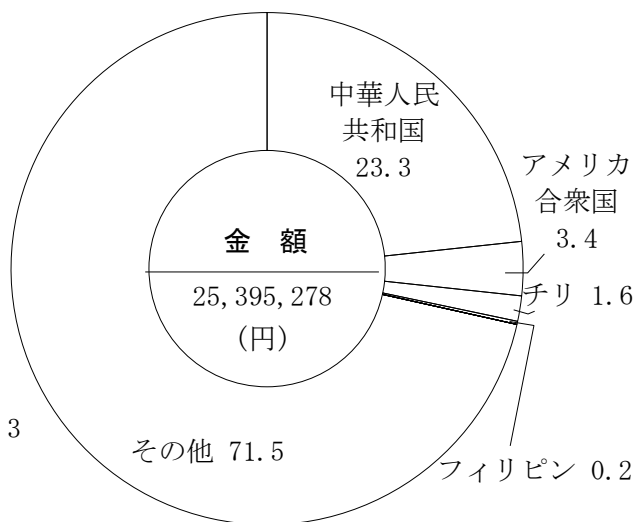 中華人民
共和国
23.3
アメリカ
合衆国
3.4
チリ 1.6
フィリピン 0.2
その他 71.5
金 額
25,395,278
(円)
3